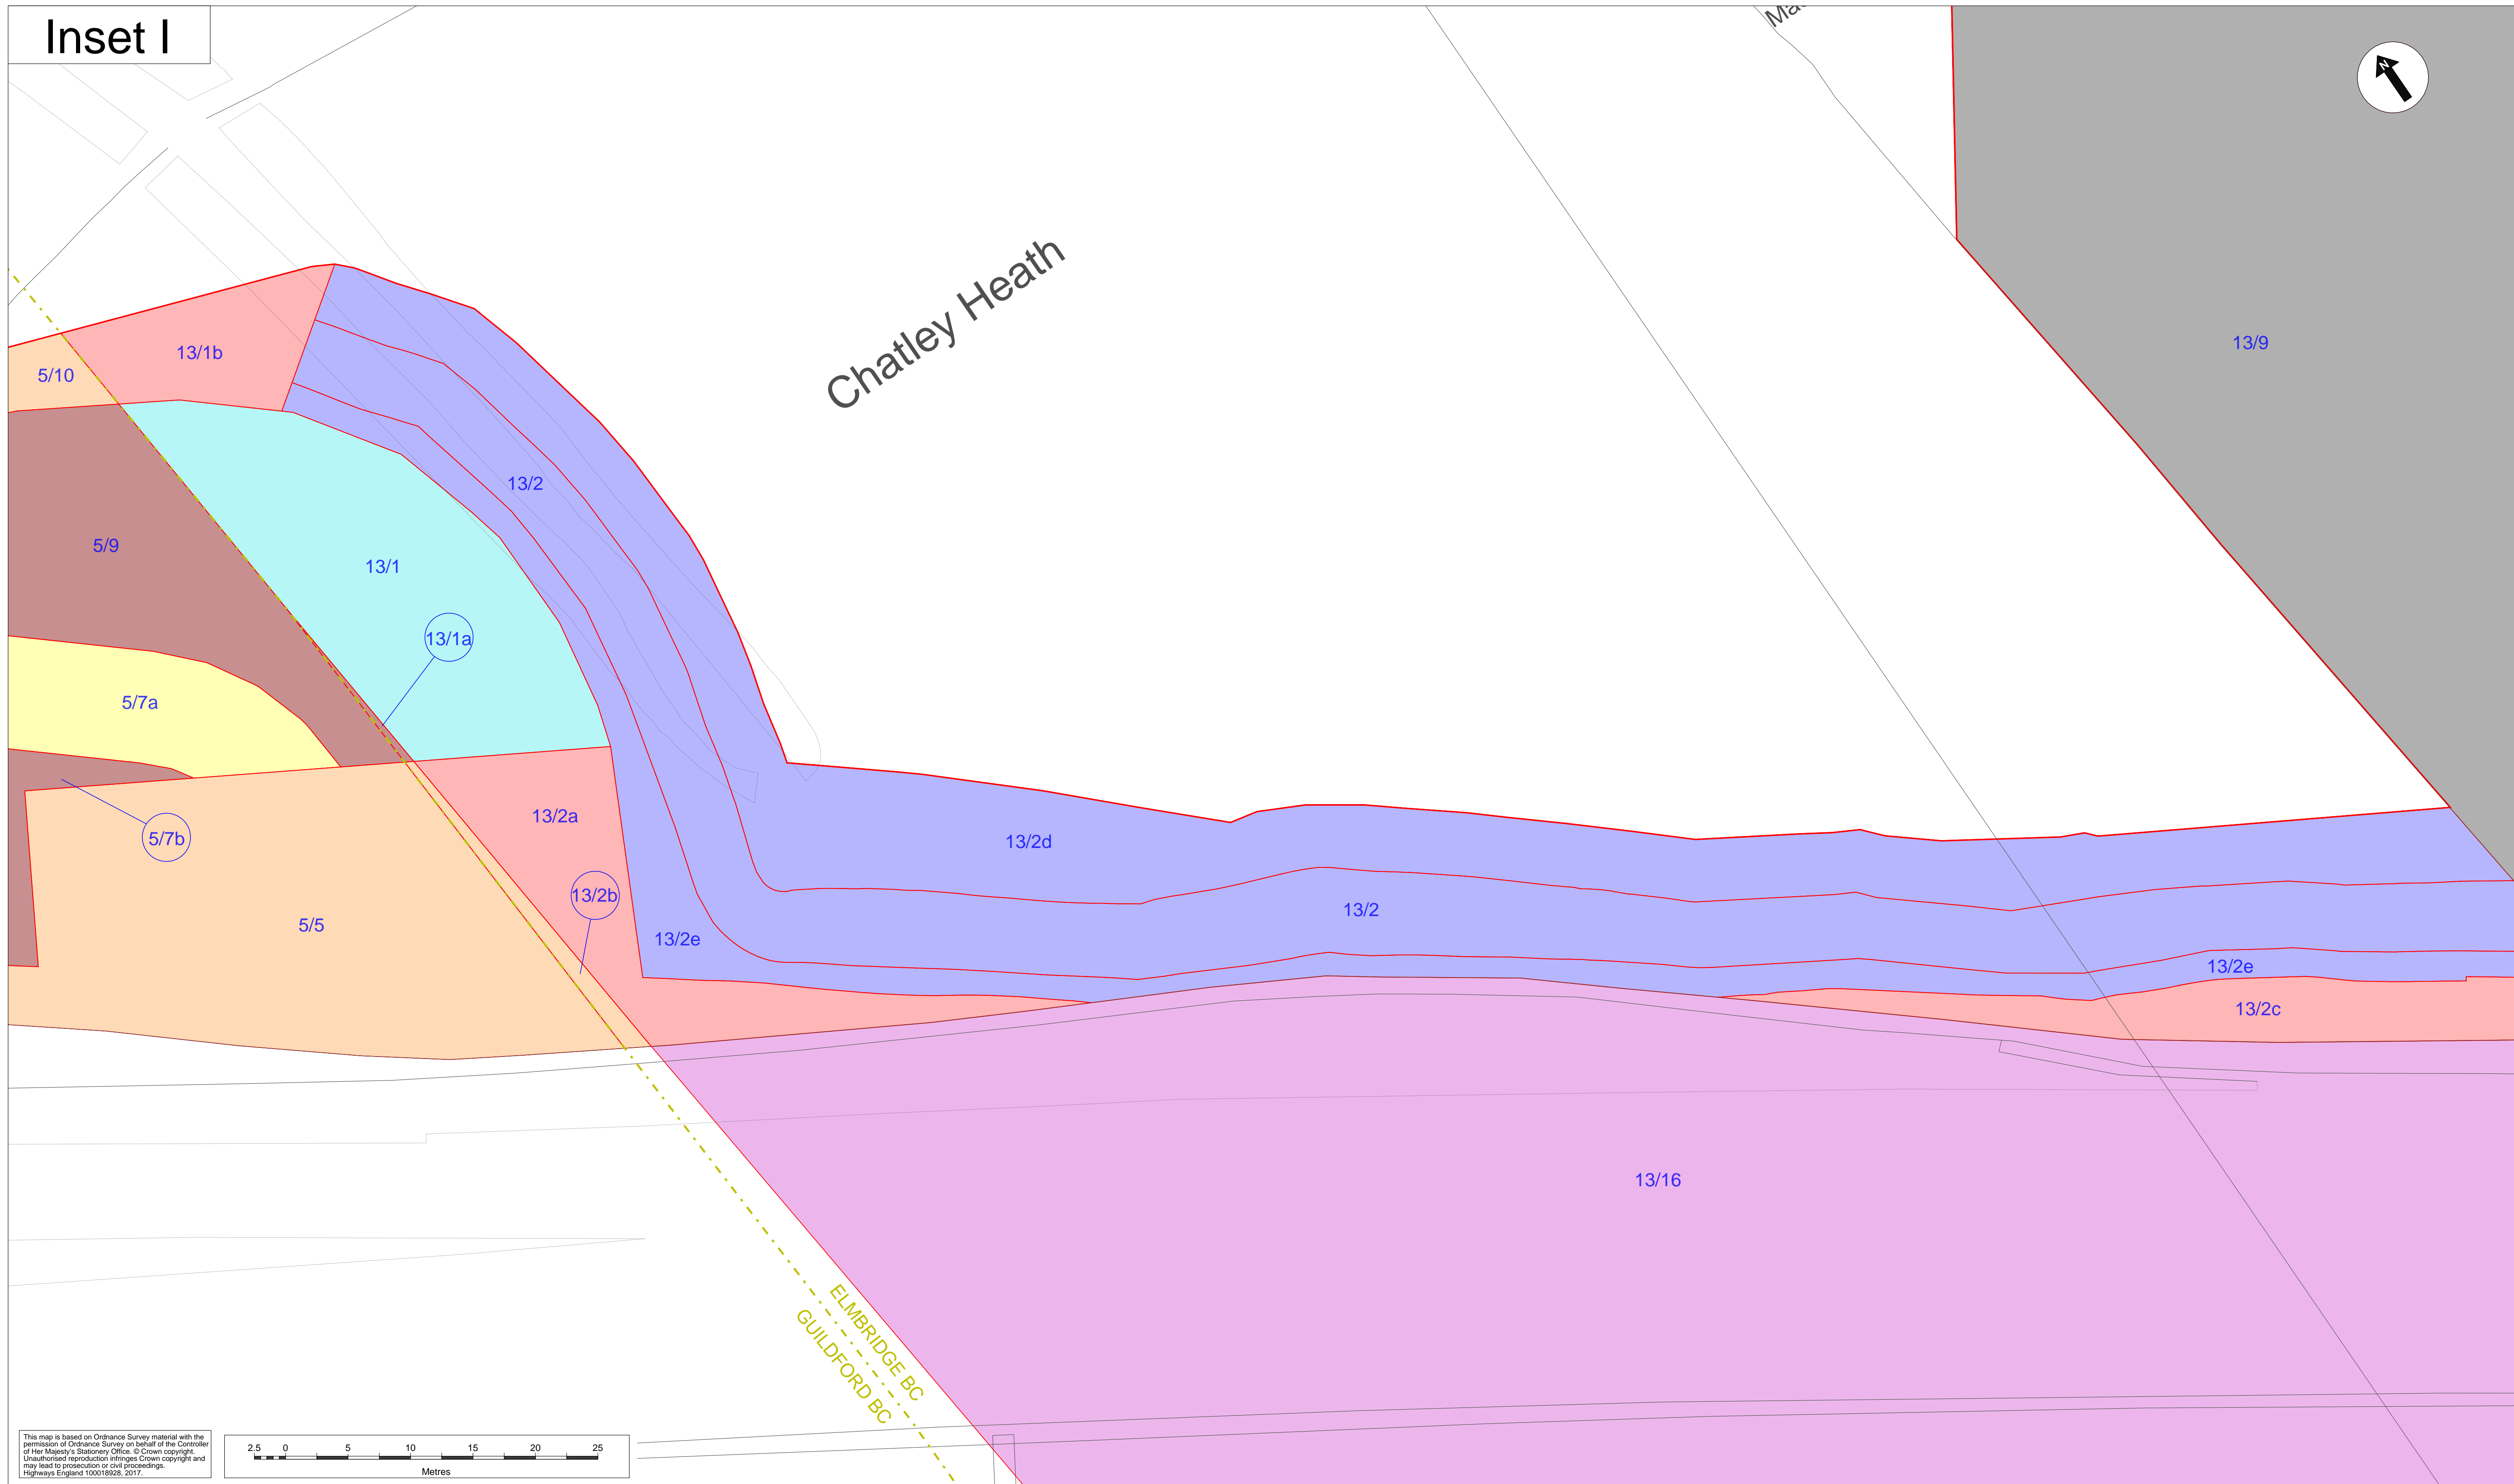 Inset I
N
Chatley Heath
13/9
13/1b
5/10
13/2
5/9
13/1
13/1a
5/7a
13/2a
5/7b
13/2d
13/2b
13/2
5/5
13/2e
13/2e
13/2c
13/16
ELMBRIDGE BC
GUILDFORD BC
This map is based on Ordnance Survey material with the
permission of Ordnance Survey on behalf of the Controller
of Her Majesty's Stationery Office. © Crown copyright.
Unauthorised reproduction infringes Crown copyright and
may lead to prosecution or civil proceedings.
Highways England 100018928, 2017.
2.5 0 5 10 15 20 25
Metres